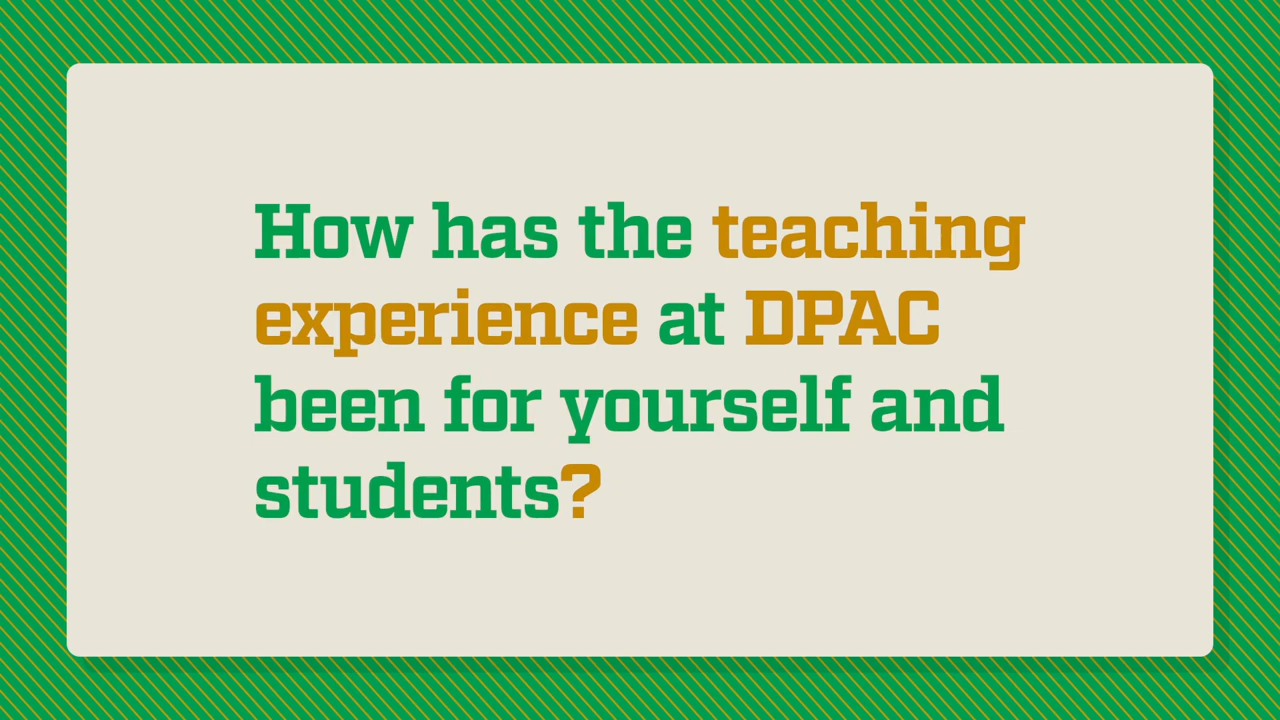 How has the teaching
experience at DPAC
been for yourself and
students?